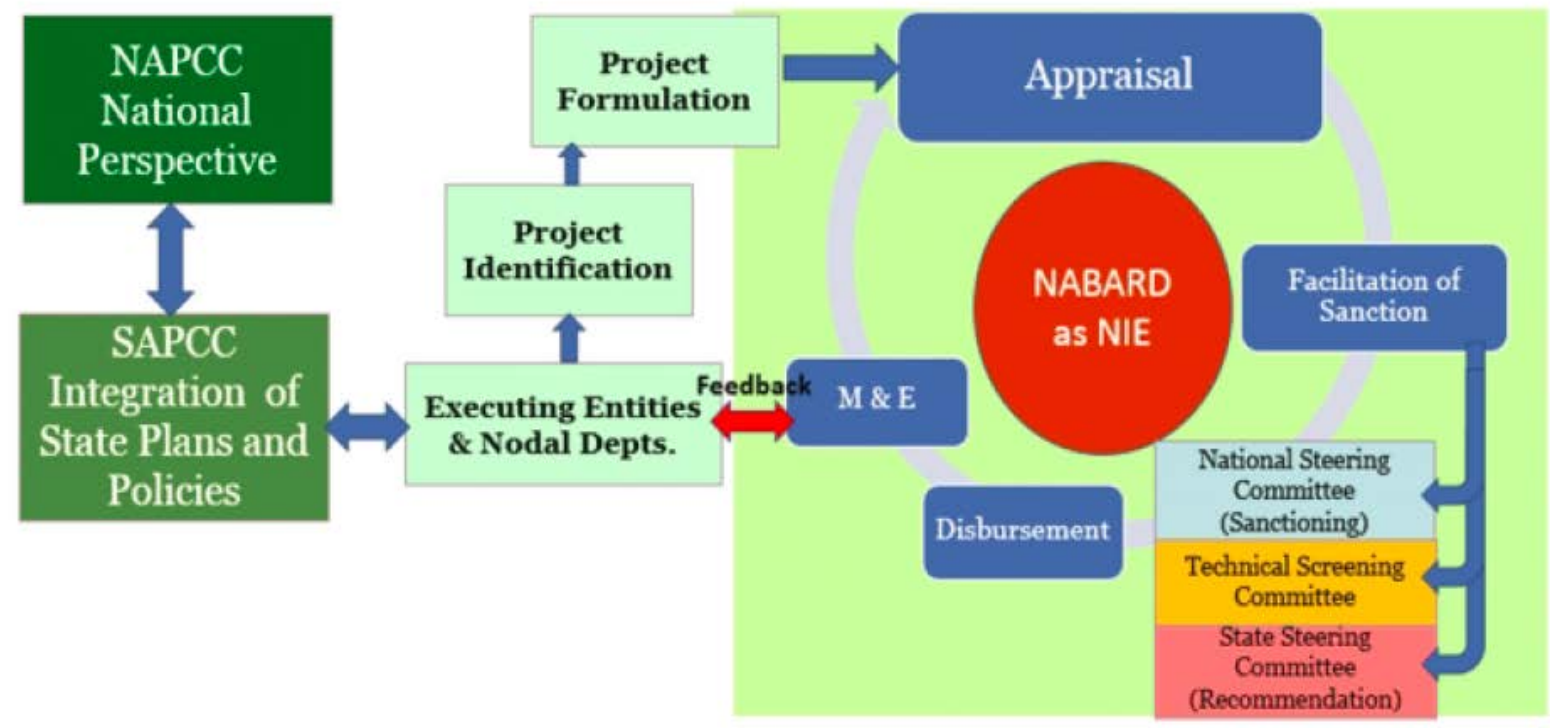 NAPCC
National
Perspective
SAPCC
Integration of
State Plans and
Policies
Project
Formulation
Project
Identification
Executing Entities
& Nodal Depts.
Feedback
Appraisal
NABARD
as NIE
Facilitation of
Sanction
M & E
Disbursement
National Steering
Committee
(Sanctioning)
Technical Screening
Committee
State Steering
Committee
(Recommendation)